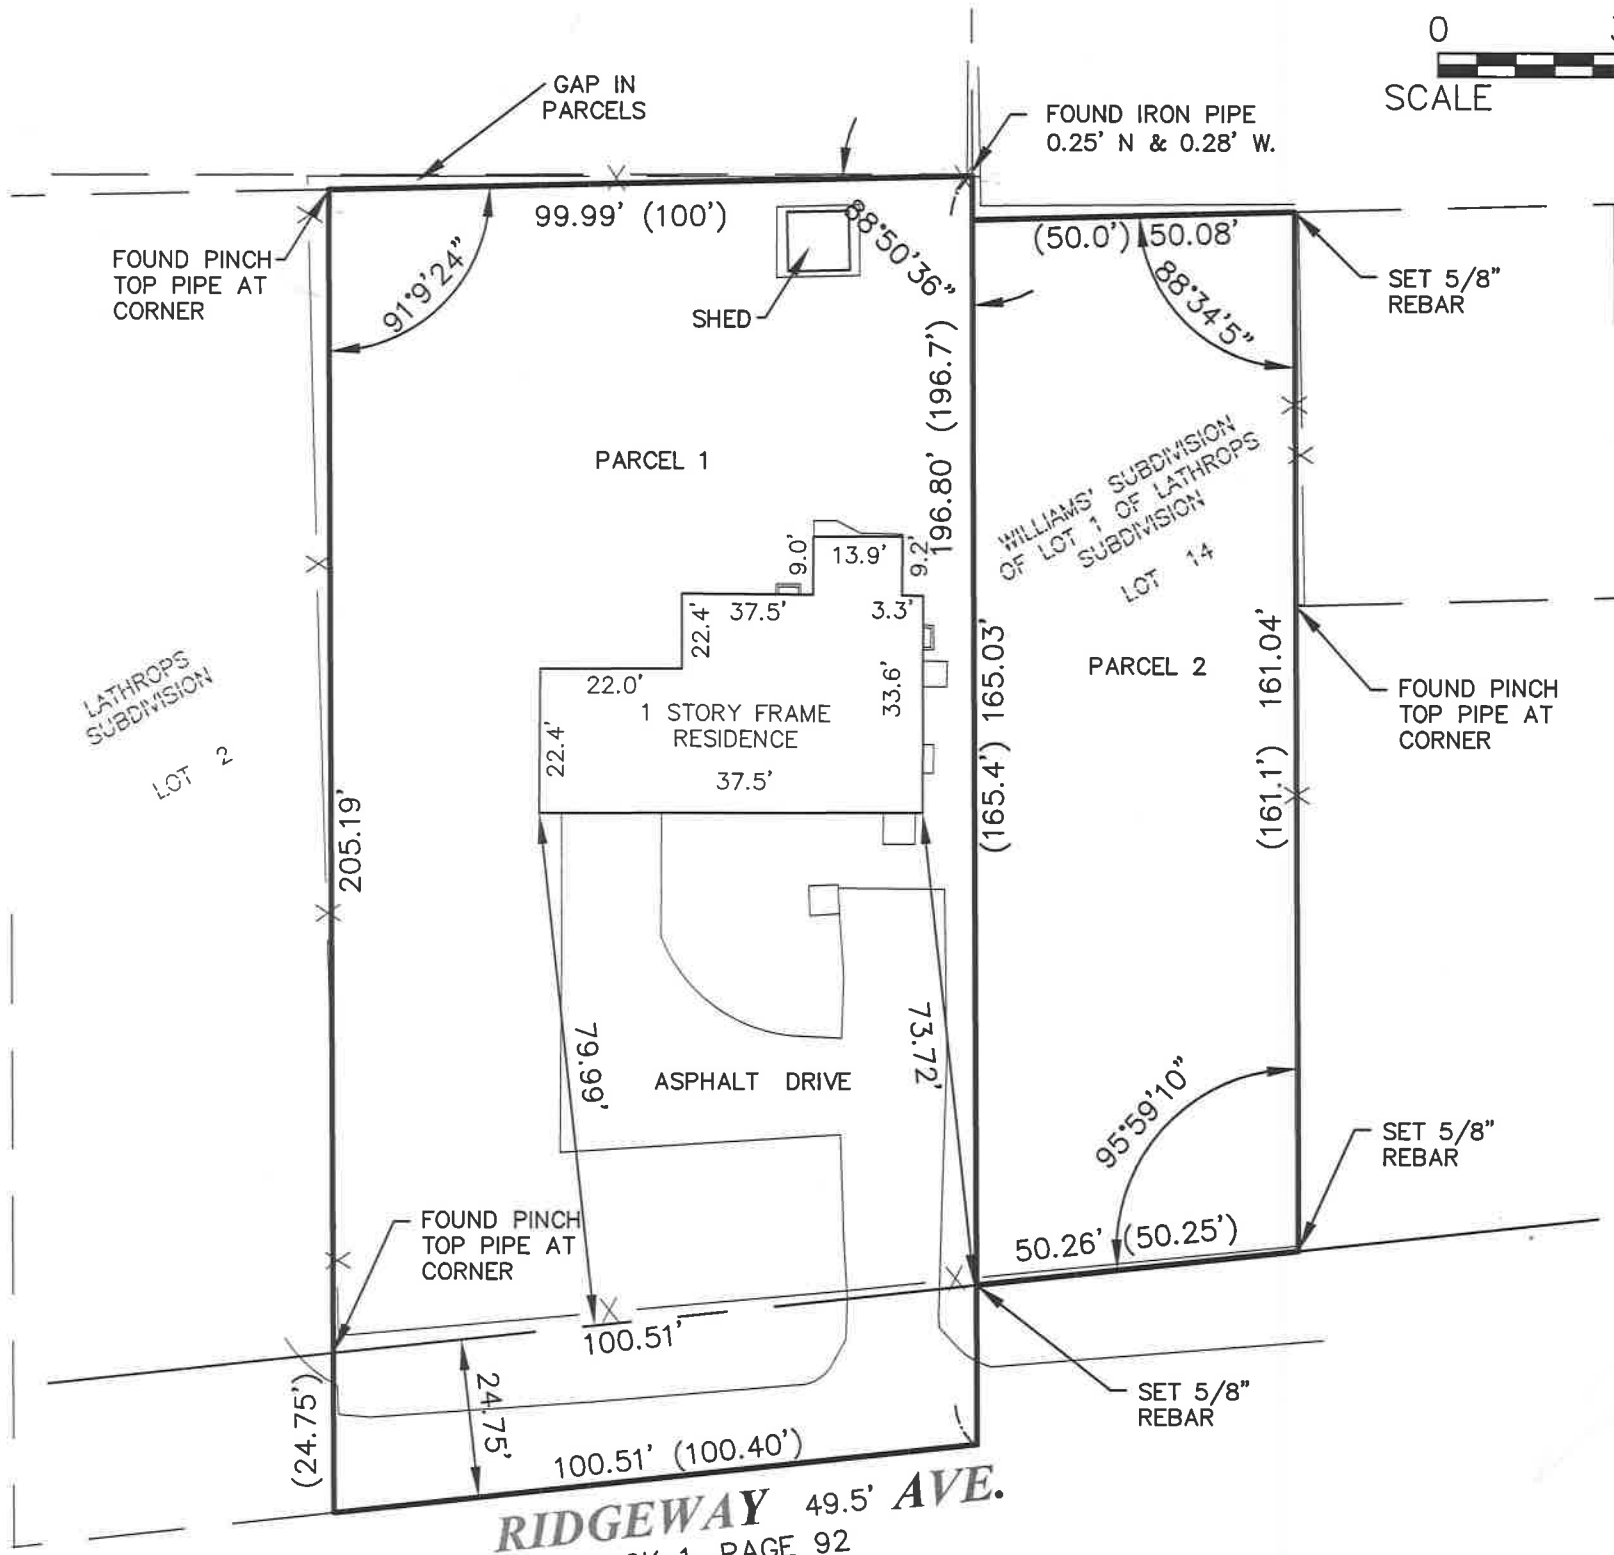 0
SCALE
GAP IN
PARCELS
FOUND IRON PIPE
0.25' N & 0.28' W.
99.99' (100')
88°50'36"
(50.0') 50.08'
FOUND PINCH
TOP PIPE AT
CORNER
91°9'24"
SHED
88°34'5"
SET 5/8"
REBAR
196.80' (196.7')
PARCEL 1
WILLIAMS' SUBDIVISION
OF LOT 1 OF LATHROPS
SUBDIVISION
LOT 14
9.0'
13.9'
9.2'
37.5'
3.3'
22.4'
LATHROPS
SUBDIVISION
LOT 2
22.0'
33.6'
1 STORY FRAME
RESIDENCE
22.4'
37.5'
(165.4') 165.03'
PARCEL 2
(161.1') 161.04'
FOUND PINCH
TOP PIPE AT
CORNER
205.19'
79.99'
73.72'
ASPHALT DRIVE
95°59'10"
SET 5/8"
REBAR
FOUND PINCH
TOP PIPE AT
CORNER
50.26' (50.25')
100.51'
(24.75')
24.75'
SET 5/8"
REBAR
100.51' (100.40')
RIDGEWAY 49.5' AVE.
1 PAGE 92